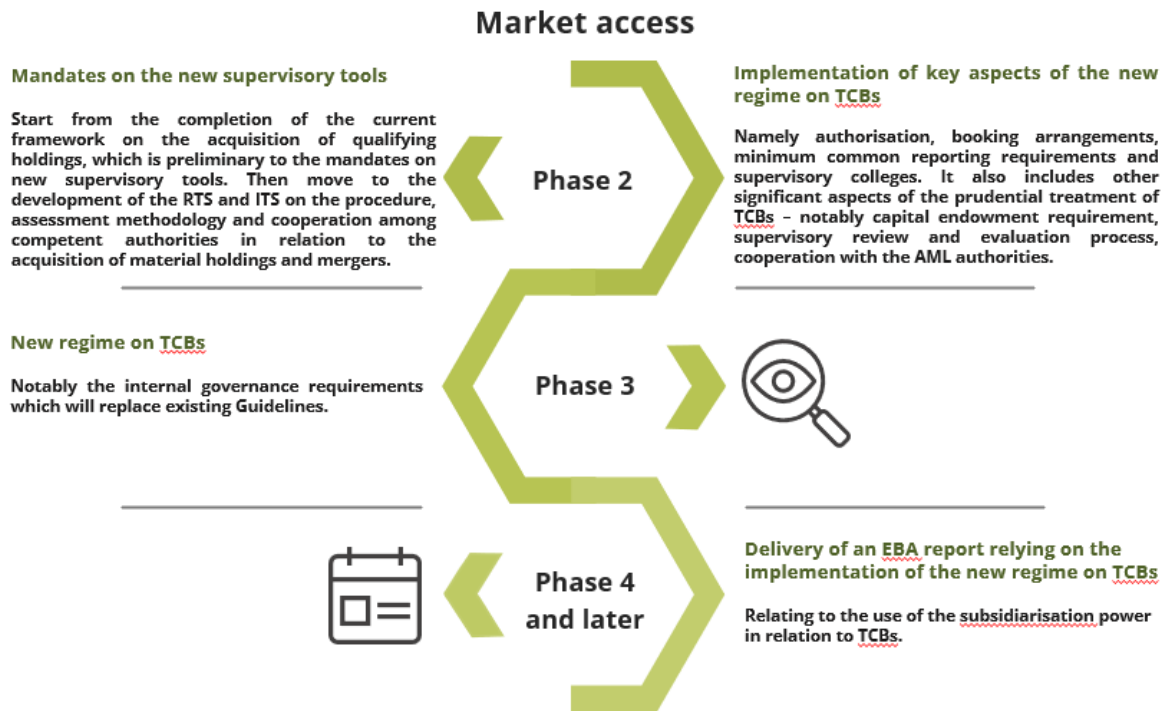 Market access
Mandates on the new supervisory tools
Start from the completion of the current
framework on the acquisition of qualifying
holdings, which is preliminary to the mandates on
new supervisory tools. Then move to the
development of the RTS and ITS on the procedure,
assessment methodology and cooperation among
competent authorities in relation to the
acquisition of material holdings and mergers.
Phase 2
Implementation of key aspects of the new
regime on TCBs
Namely authorisation, booking arrangements,
minimum common reporting requirements and
supervisory colleges. It also includes other
significant aspects of the prudential treatment of
TCBs – notably capital endowment requirement,
supervisory review and evaluation process,
cooperation with the AML authorities.
New regime on TCBs
Notably the internal governance requirements
which will replace existing Guidelines.
Phase 3
Phase 4
and later
Delivery of an EBA report relying on the
implementation of the new regime on TCBs
Relating to the use of the subsidiarisation power
in relation to TCBs.